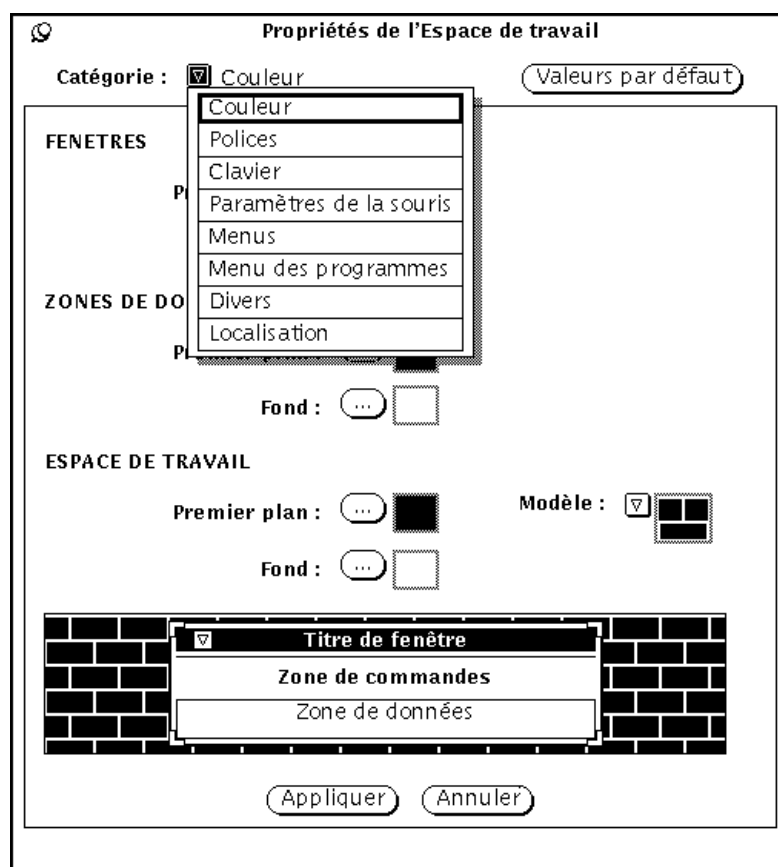 Propriétés de l'Espace de travail
Catégorie : Couleur
Valeurs par défaut
Couleur
Polices
Clavier
Paramètres de la souris
Menus
Menu des programmes
Divers
Localisation
FENETRES
ZONES DE DO
Fond : ...
ESPACE DE TRAVAIL
Premier plan : ...
Modèle :
Fond : ...
Titre de fenêtre
Zone de commandes
Zone de données
Appliquer
Annuler